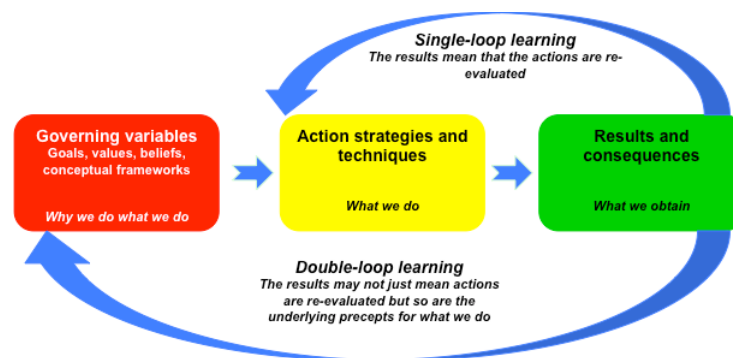 Single-loop learning
The results mean that the actions are re-
evaluated
Governing variables
Goals, values, beliefs,
conceptual frameworks
Why we do what we do
Action strategies and
techniques
What we do
Results and
consequences
What we obtain
Double-loop learning
The results may not just mean actions
are re-evaluated but so are the
underlying precepts for what we do